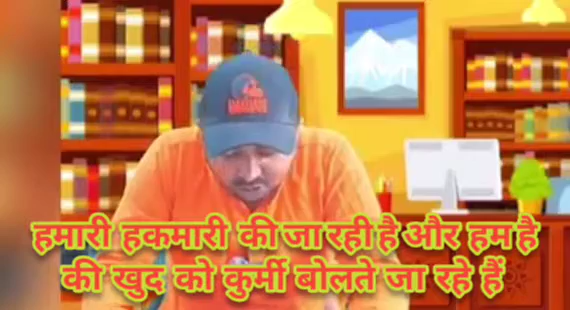 हमारी हकमारी की जा रही है और हम है
की खुद को कुर्मी बोलते जा रहे हैं